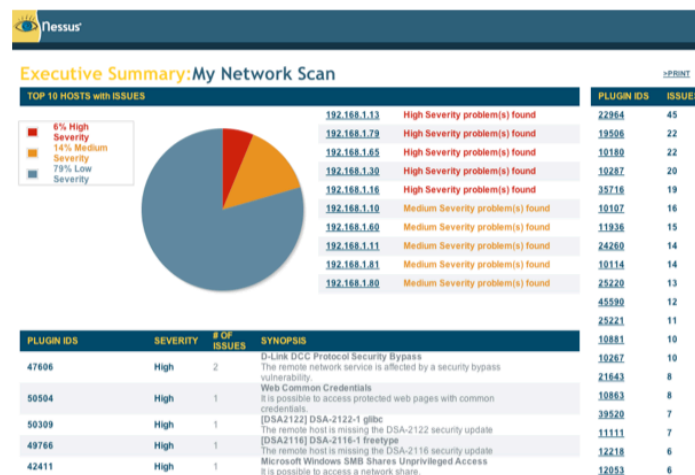 Nessus
Executive Summary:My Network Scan
>PRINT
TOP 10 HOSTS with ISSUES
6% High
Severity
14% Medium
Severity
79% Low
Severity
192.168.1.13 High Severity problem(s) found
192.168.1.79 High Severity problem(s) found
192.168.1.65 High Severity problem(s) found
192.168.1.30 High Severity problem(s) found
192.168.1.16 High Severity problem(s) found
192.168.1.10 Medium Severity problem(s) found
192.168.1.60 Medium Severity problem(s) found
192.168.1.11 Medium Severity problem(s) found
192.168.1.81 Medium Severity problem(s) found
192.168.1.80 Medium Severity problem(s) found
PLUGIN IDS SEVERITY # OF ISSUES SYNOPSIS
47606 High 2 D-Link DCC Protocol Security Bypass
The remote network service is affected by a security bypass
vulnerability.
50504 High 1 Web Common Credentials
It is possible to access protected web pages with common
credentials.
50309 High 1 [DSA2122] DSA-2122-1 glibc
The remote host is missing the DSA-2122 security update
49766 High 1 [DSA2116] DSA-2116-1 freetype
The remote host is missing the DSA-2116 security update
42411 High 1 Microsoft Windows SMB Shares Unprivileged Access
It is possible to access a network share.
PLUGIN IDS ISSUES
22964 45
19506 22
10180 22
10287 20
35716 19
10107 16
11936 15
24260 14
10114 14
25220 13
45590 12
25221 11
10881 10
10267 10
21643 8
10863 8
39520 7
11111 7
12218 6
12053 6